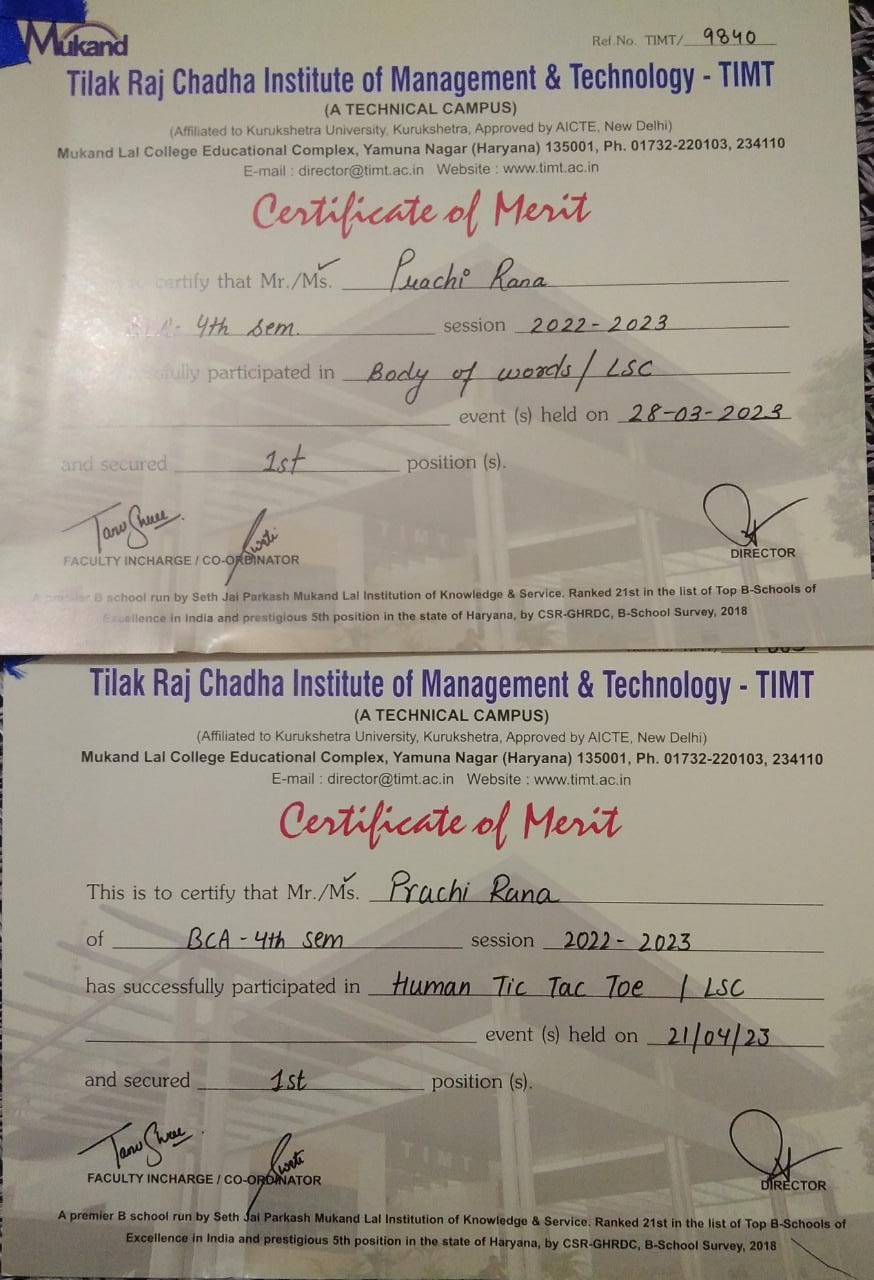 Mukand
Ref.No. TIMT/ 9840
Tilak Raj Chadha Institute of Management & Technology - TIMT
(A TECHNICAL CAMPUS)
(Affiliated to Kurukshetra University, Kurukshetra, Approved by AICTE, New Delhi)
Mukand Lal College Educational Complex, Yamuna Nagar (Haryana) 135001, Ph. 01732-220103, 234110
E-mail : director@timt.ac.in Website : www.timt.ac.in
Certificate of Merit
certify that Mr./Ms. Prachi Rana
4th sem. session 2022-2023
participated in Body of words / LSC
event (s) held on 28-03-2023
and secured 1st position (s).
Taru Shree Sweti
FACULTY INCHARGE / CO-ORDINATOR DIRECTOR
A premier B school run by Seth Jai Parkash Mukand Lal Institution of Knowledge & Service. Ranked 21st in the list of Top B-Schools of
Excellence in India and prestigious 5th position in the state of Haryana, by CSR-GHRDC, B-School Survey, 2018
Tilak Raj Chadha Institute of Management & Technology - TIMT
(A TECHNICAL CAMPUS)
(Affiliated to Kurukshetra University, Kurukshetra, Approved by AICTE, New Delhi)
Mukand Lal College Educational Complex, Yamuna Nagar (Haryana) 135001, Ph. 01732-220103, 234110
E-mail : director@timt.ac.in Website : www.timt.ac.in
Certificate of Merit
This is to certify that Mr./Ms. Prachi Rana
of BCA - 4th sem session 2022 - 2023
has successfully participated in Human Tic Tac Toe / LSC
event (s) held on 21/04/23
and secured 1st position (s).
Taru Shree Sweti
FACULTY INCHARGE / CO-ORDINATOR DIRECTOR
A premier B school run by Seth Jai Parkash Mukand Lal Institution of Knowledge & Service. Ranked 21st in the list of Top B-Schools of
Excellence in India and prestigious 5th position in the state of Haryana, by CSR-GHRDC, B-School Survey, 2018